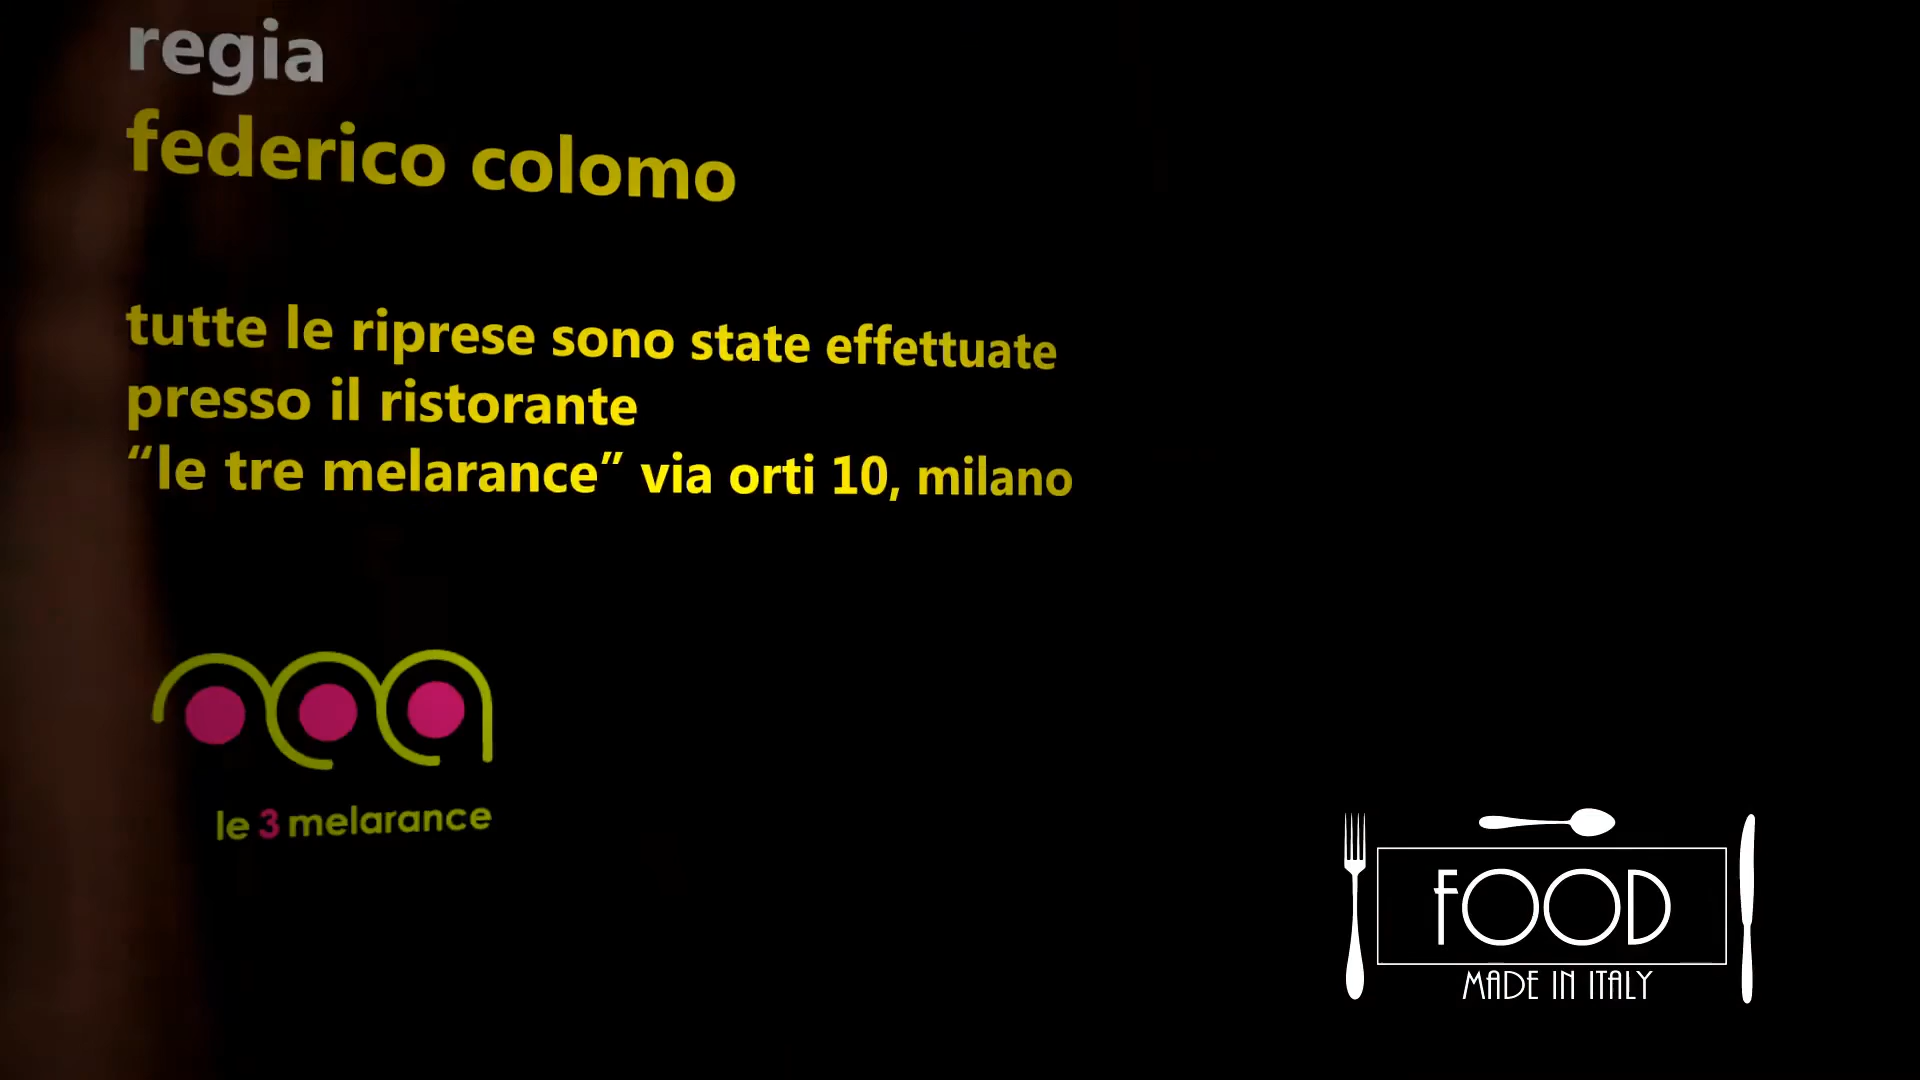 regia
federico colomo
tutte le riprese sono state effettuate
presso il ristorante
“le tre melarance” via orti 10, milano
le 3 melarance
FOOD
MADE IN ITALY